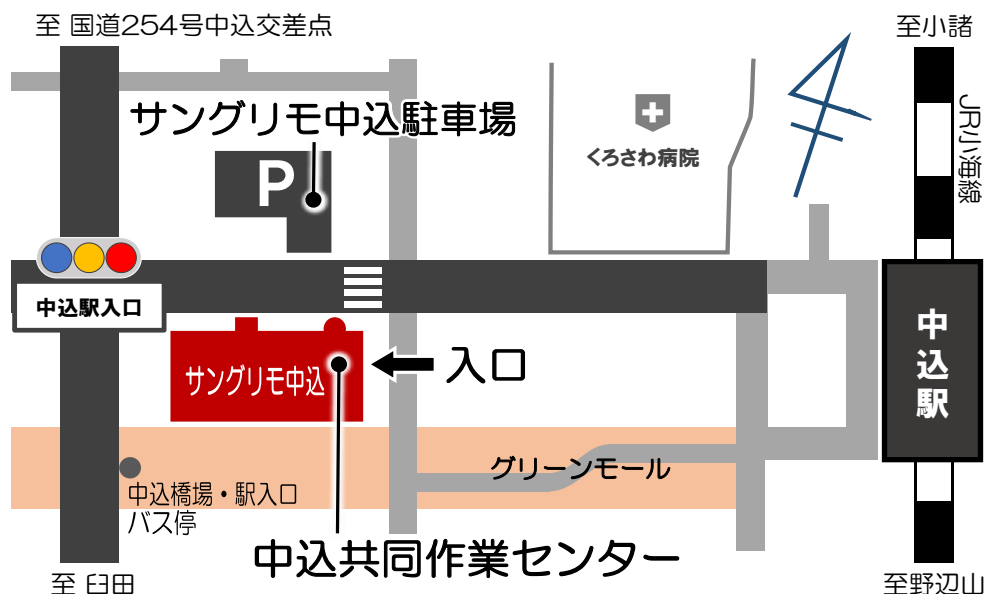 至 国道254号中込交差点
至小諸
サングリモ中込駐車場
JR小海線
P
くろさわ病院
中込駅入口
中込駅
サングリモ中込
入口
グリーンモール
中込橋場・駅入口
バス停
中込共同作業センター
至 臼田
至野辺山